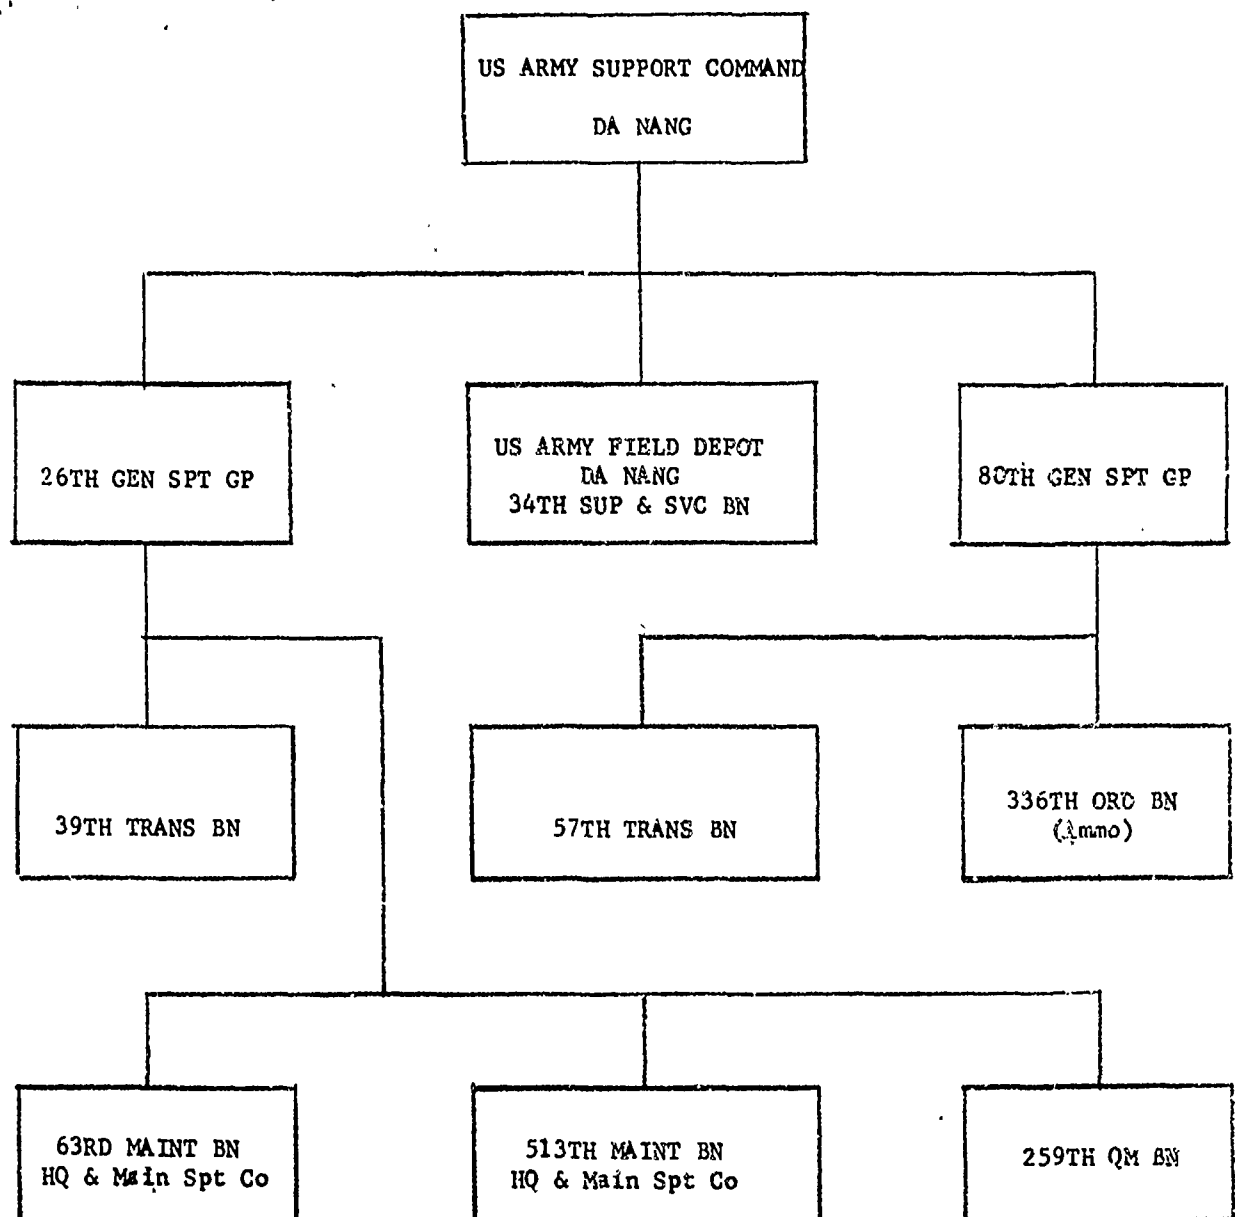 US ARMY SUPPORT COMMAND
DA NANG
26TH GEN SPT GP
US ARMY FIELD DEPOT
DA NANG
34TH SUP & SVC BN
80TH GEN SPT GP
39TH TRANS BN
57TH TRANS BN
336TH ORD BN
(Ammo)
63RD MAINT BN
HQ & Main Spt Co
513TH MAINT BN
HQ & Main Spt Co
259TH QM BN